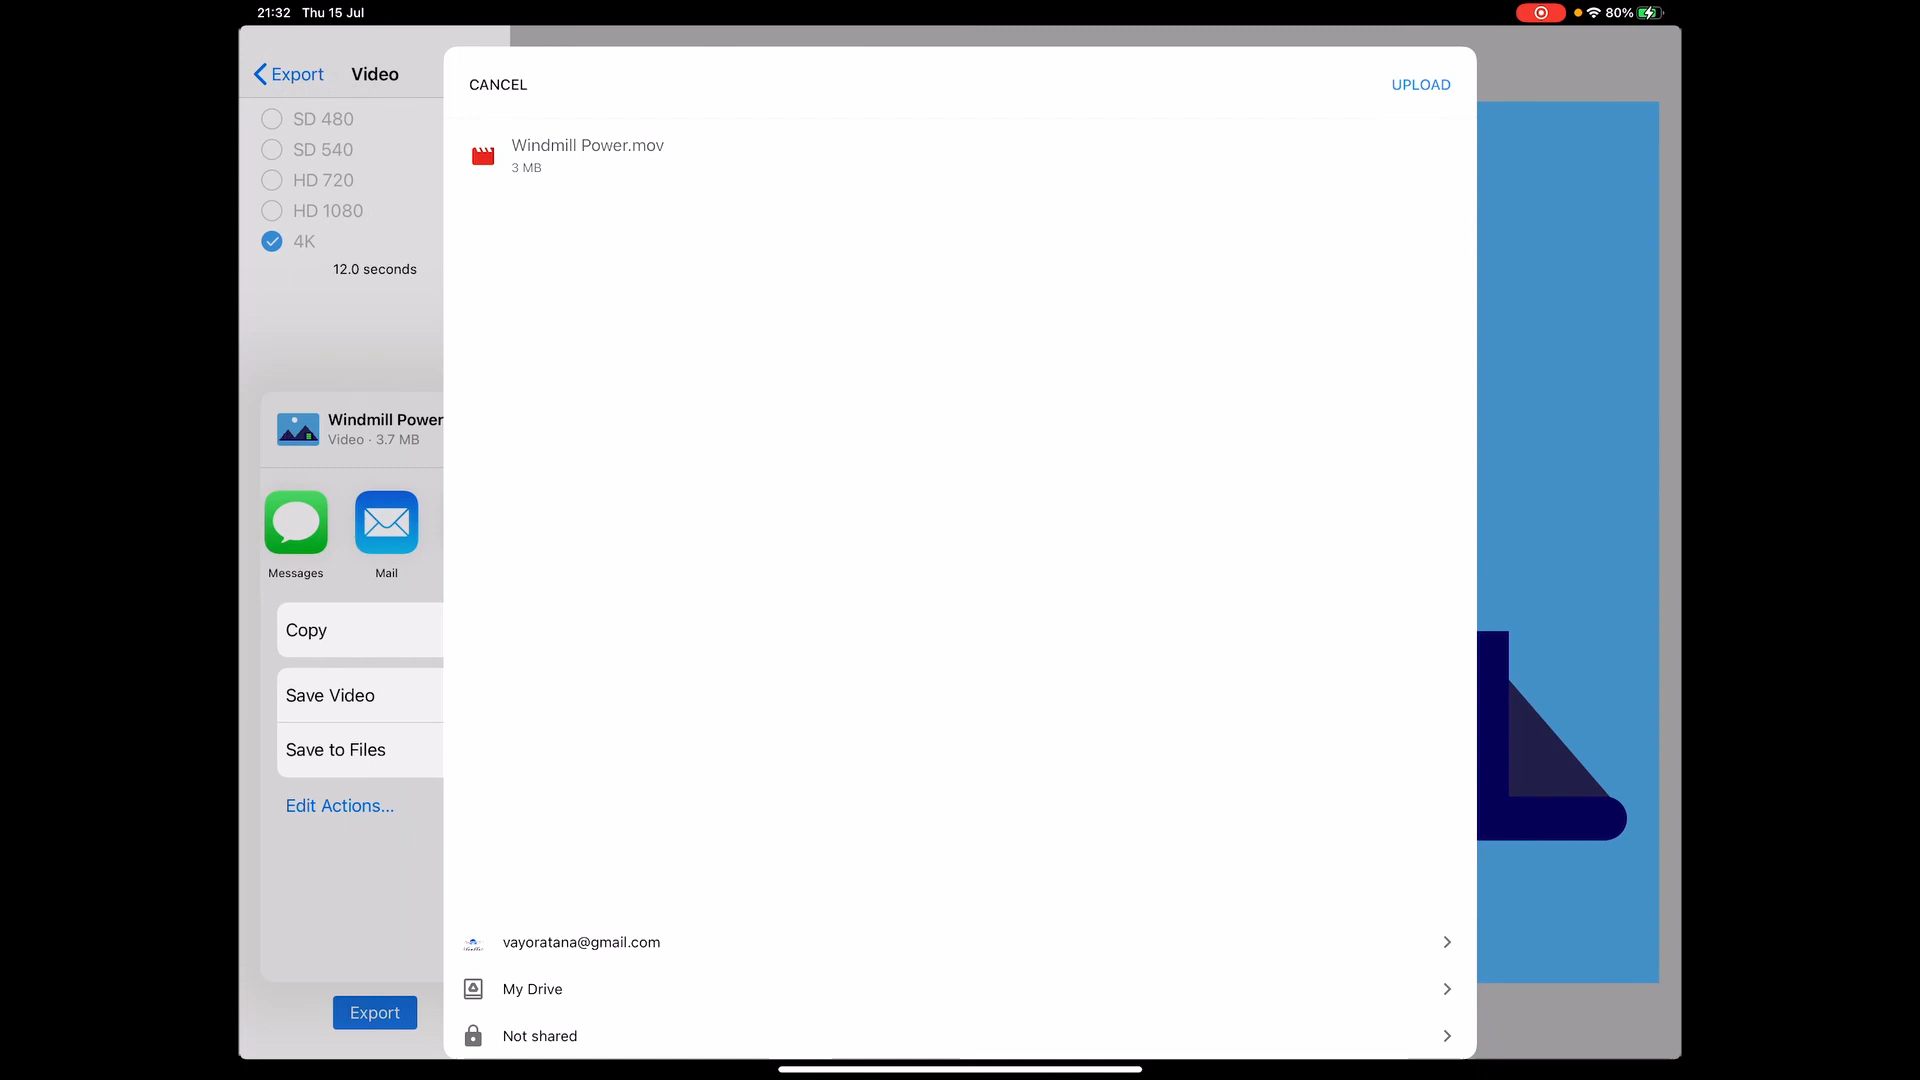 21:32 Thu 15 Jul
80%
Export Video
CANCEL
UPLOAD
SD 480
SD 540
HD 720
HD 1080
4K
12.0 seconds
Windmill Power.mov
3 MB
Windmill Power
Video · 3.7 MB
Messages
Mail
Copy
Save Video
Save to Files
Edit Actions...
Export
vayoratana@gmail.com
My Drive
Not shared